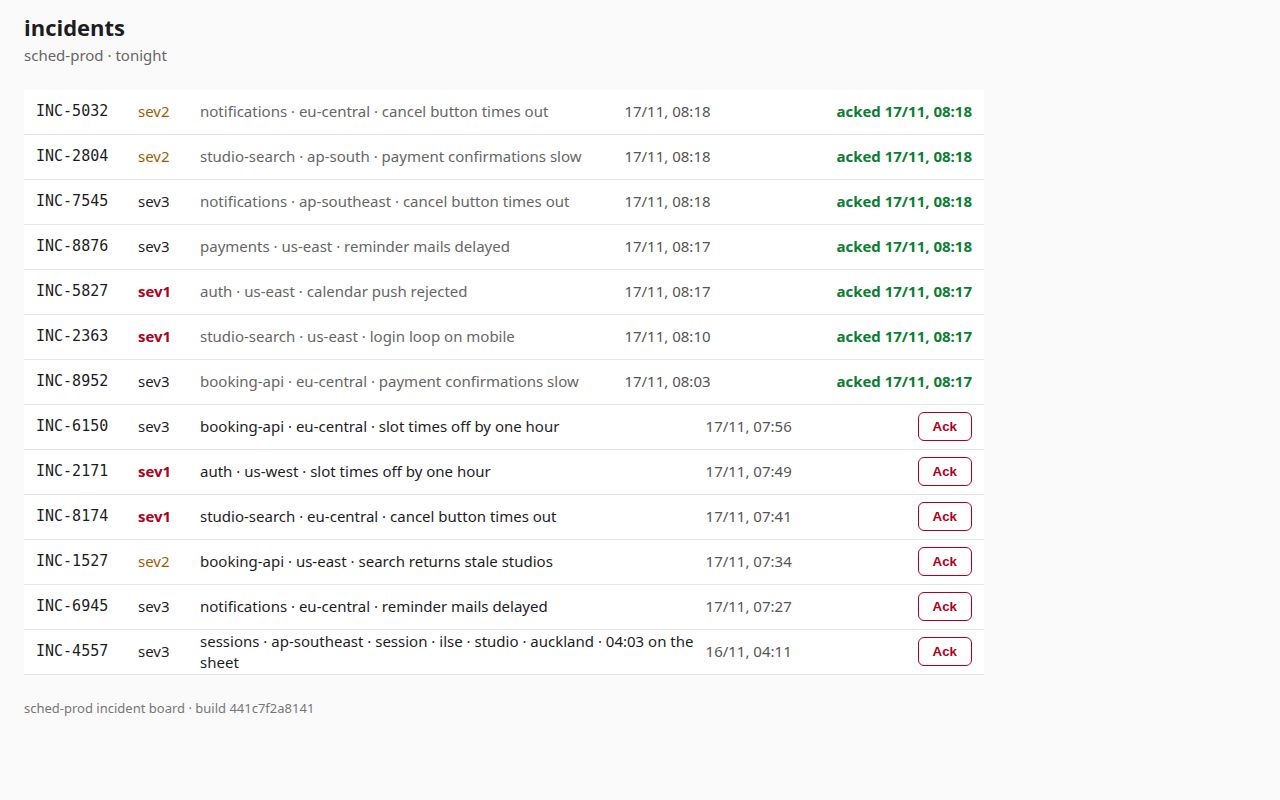 incidents
sched-prod · tonight
INC-5032 sev2 notifications · eu-central · cancel button times out 17/11, 08:18 acked 17/11, 08:18
INC-2804 sev2 studio-search · ap-south · payment confirmations slow 17/11, 08:18 acked 17/11, 08:18
INC-7545 sev3 notifications · ap-southeast · cancel button times out 17/11, 08:18 acked 17/11, 08:18
INC-8876 sev3 payments · us-east · reminder mails delayed 17/11, 08:17 acked 17/11, 08:18
INC-5827 sev1 auth · us-east · calendar push rejected 17/11, 08:17 acked 17/11, 08:17
INC-2363 sev1 studio-search · us-east · login loop on mobile 17/11, 08:10 acked 17/11, 08:17
INC-8952 sev3 booking-api · eu-central · payment confirmations slow 17/11, 08:03 acked 17/11, 08:17
INC-6150 sev3 booking-api · eu-central · slot times off by one hour 17/11, 07:56 Ack
INC-2171 sev1 auth · us-west · slot times off by one hour 17/11, 07:49 Ack
INC-8174 sev1 studio-search · eu-central · cancel button times out 17/11, 07:41 Ack
INC-1527 sev2 booking-api · us-east · search returns stale studios 17/11, 07:34 Ack
INC-6945 sev3 notifications · eu-central · reminder mails delayed 17/11, 07:27 Ack
INC-4557 sev3 sessions · ap-southeast · session · ilse · studio · auckland · 04:03 on the 16/11, 04:11 Ack
sheet
sched-prod incident board · build 441c7f2a8141